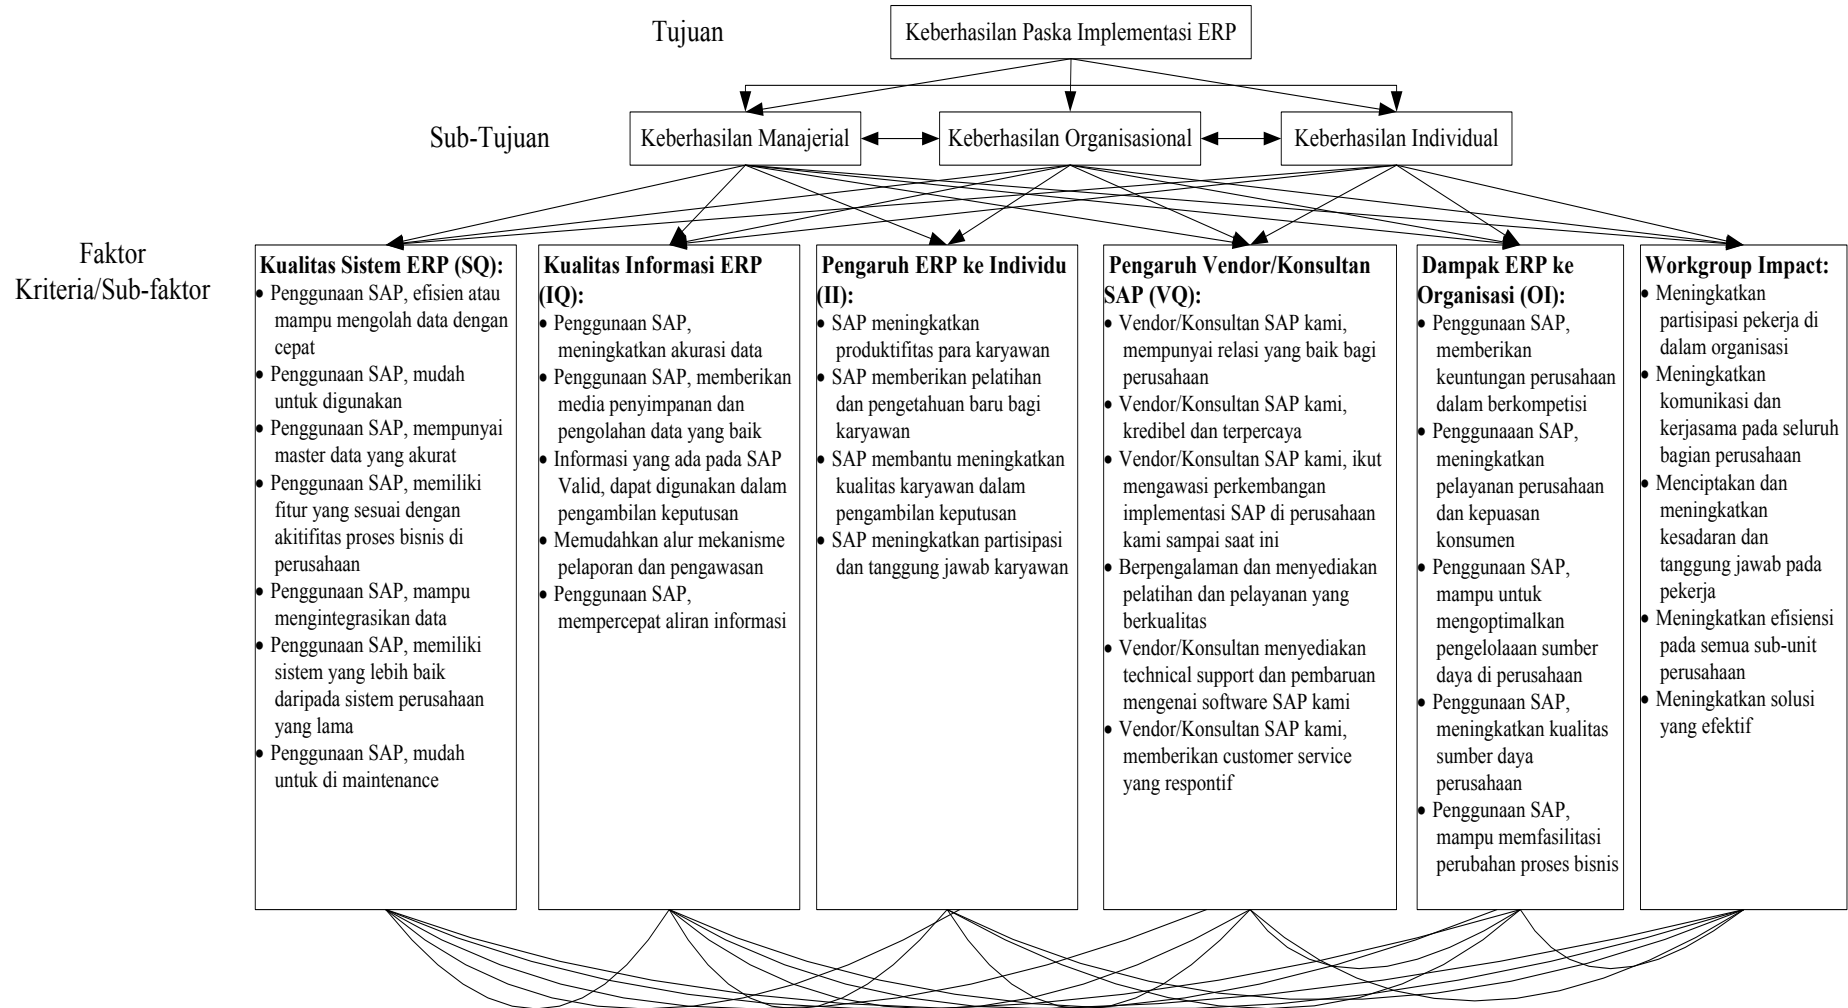 Tujuan
Keberhasilan Paska Implementasi ERP
Sub-Tujuan
Keberhasilan Manajerial
Keberhasilan Organisasional
Keberhasilan Individual
Faktor
Kriteria/Sub-faktor
Kualitas Sistem ERP (SQ):
• Penggunaan SAP, efisien atau
mampu mengolah data dengan
cepat
• Penggunaan SAP, mudah
untuk digunakan
• Penggunaan SAP, mempunyai
master data yang akurat
• Penggunaan SAP, memiliki
fitur yang sesuai dengan
akitifitas proses bisnis di
perusahaan
• Penggunaan SAP, mampu
mengintegrasikan data
• Penggunaan SAP, memiliki
sistem yang lebih baik
daripada sistem perusahaan
yang lama
• Penggunaan SAP, mudah
untuk di maintenance
Kualitas Informasi ERP
(IQ):
• Penggunaan SAP,
meningkatkan akurasi data
• Penggunaan SAP, memberikan
media penyimpanan dan
pengolahan data yang baik
• Informasi yang ada pada SAP
Valid, dapat digunakan dalam
pengambilan keputusan
• Memudahkan alur mekanisme
pelaporan dan pengawasan
• Penggunaan SAP,
mempercepat aliran informasi
Pengaruh ERP ke Individu
(II):
• SAP meningkatkan
produktifitas para karyawan
• SAP memberikan pelatihan
dan pengetahuan baru bagi
karyawan
• SAP membantu meningkatkan
kualitas karyawan dalam
pengambilan keputusan
• SAP meningkatkan partisipasi
dan tanggung jawab karyawan
Pengaruh Vendor/Konsultan
SAP (VQ):
• Vendor/Konsultan SAP kami,
mempunyai relasi yang baik bagi
perusahaan
• Vendor/Konsultan SAP kami,
kredibel dan terpercaya
• Vendor/Konsultan SAP kami, ikut
mengawasi perkembangan
implementasi SAP di perusahaan
kami sampai saat ini
• Berpengalaman dan menyediakan
pelatihan dan pelayanan yang
berkualitas
• Vendor/Konsultan menyediakan
technical support dan pembaruan
mengenai software SAP kami
• Vendor/Konsultan SAP kami,
memberikan customer service
yang respontif
Dampak ERP ke
Organisasi (OI):
• Penggunaan SAP,
memberikan
keuntungan perusahaan
dalam berkompetisi
• Penggunaaan SAP,
meningkatkan
pelayanan perusahaan
dan kepuasan
konsumen
• Penggunaan SAP,
mampu untuk
mengoptimalkan
pengelolaaan sumber
daya di perusahaan
• Penggunaan SAP,
meningkatkan kualitas
sumber daya
perusahaan
• Penggunaan SAP,
mampu memfasilitasi
perubahan proses bisnis
Workgroup Impact:
• Meningkatkan
partisipasi pekerja di
dalam organisasi
• Meningkatkan
komunikasi dan
kerjasama pada seluruh
bagian perusahaan
• Menciptakan dan
meningkatkan
kesadaran dan
tanggung jawab pada
pekerja
• Meningkatkan efisiensi
pada semua sub-unit
perusahaan
• Meningkatkan solusi
yang efektif